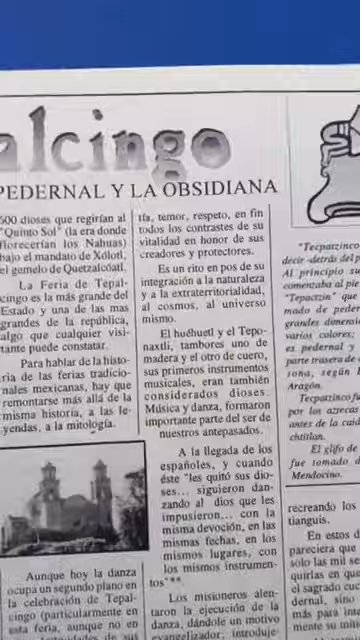 alcingo
PEDERNAL Y LA OBSIDIANA
500 dioses que regirían al
"Quinto Sol" (la era donde
florecerían los Nahuas)
bajo el mandato de Xólotl,
el gemelo de Quetzalcóatl.
La Feria de Tepal-
cingo es la más grande del
Estado y una de las más
grandes de la república,
algo que cualquier visi-
tante puede constatar.
Para hablar de la histo-
ria de las ferias tradicio-
nales mexicanas, hay que
remontarse más allá de la
misma historia, a las le-
yendas, a la mitología.
Aunque hoy la danza
ocupa un segundo plano en
la celebración de Tepal-
cingo (particularmente en
esta feria, aunque no en
de sus
tía, temor, respeto, en fin
todos los contrastes de su
vitalidad en honor de sus
creadores y protectores.
Es un rito en pos de su
integración a la naturaleza
y a la extraterritorialidad,
al cosmos, al universo
mismo.
El huéhuetl y el Tepo-
naxtli, tambores uno de
madera y el otro de cuero,
sus primeros instrumentos
musicales, eran también
considerados dioses.
Música y danza, formaron
importante parte del ser de
nuestros antepasados.
A la llegada de los
españoles, y cuando
éste "les quitó sus dio-
ses... siguieron dan-
zando al dios que les
impusieron... con la
misma devoción, en las
mismas fechas, en los
mismos lugares, con
los mismos instrumen-
tos"**.
Los misioneros alen-
taron la ejecución de la
danza, dándole un motivo
evangelizador, introduje-
"Tecpatzinco
decir -detrás del p
Al principio su
comenzaba al pie
"Tepactzin" que
mado de peder
grandes dimen
varios colores;
es pedernal y
parte trasera de
sona, según
Aragón.
Tecpatzinco fu
por los aztecas
antes de la caíd
chtitlan.
El glifo de
fue tomado d
Mendocino.
recreando los
tianguis.
En estos d
pareciera que
solo las mil se
quirlas en que
el sagrado cuc
dernal, sino
más para inter
su mun